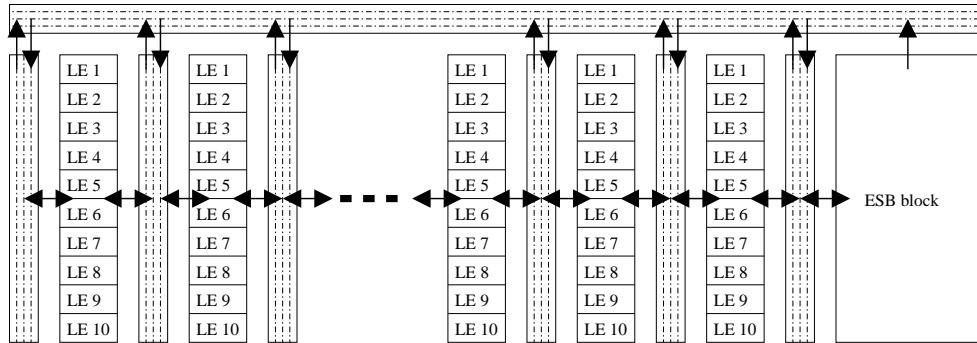 LE 1 LE 1 LE 1 LE 1 LE 1
LE 2 LE 2 LE 2 LE 2 LE 2
LE 3 LE 3 LE 3 LE 3 LE 3
LE 4 LE 4 LE 4 LE 4 LE 4
LE 5 LE 5 LE 5 LE 5 LE 5
ESB block
LE 6 LE 6 LE 6 LE 6 LE 6
LE 7 LE 7 LE 7 LE 7 LE 7
LE 8 LE 8 LE 8 LE 8 LE 8
LE 9 LE 9 LE 9 LE 9 LE 9
LE 10 LE 10 LE 10 LE 10 LE 10